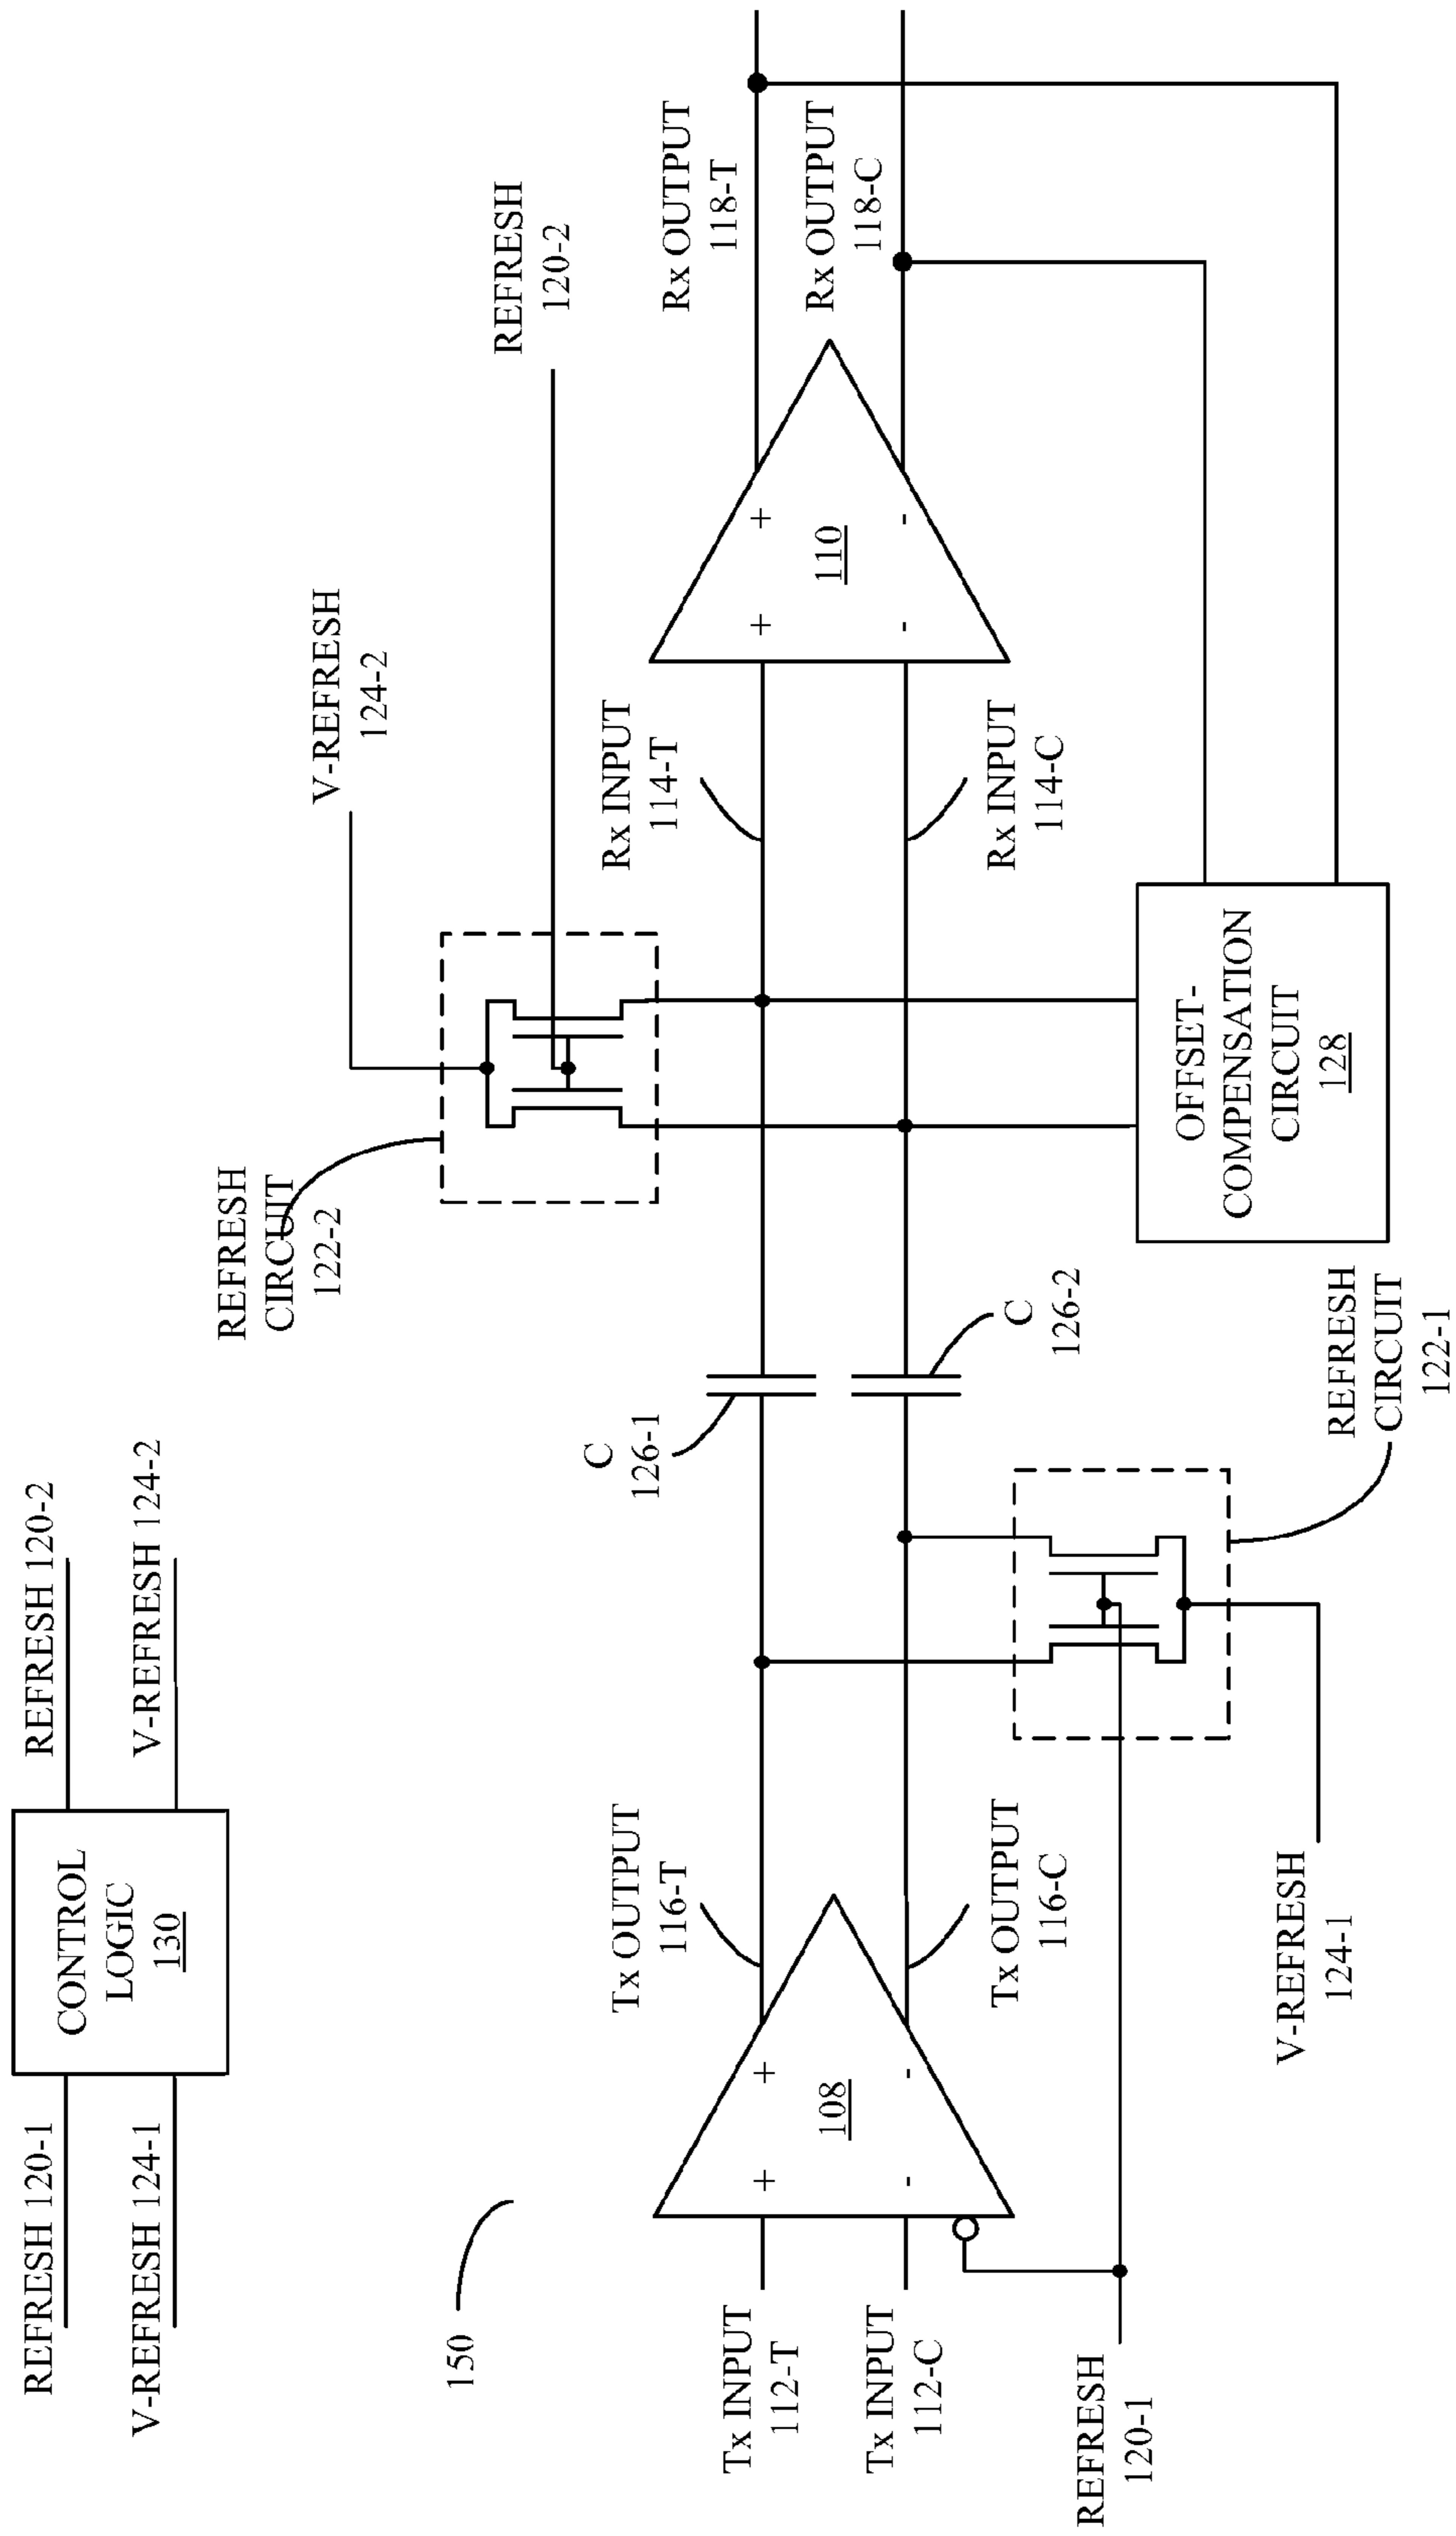 REFRESH 120-1
V-REFRESH 124-1
CONTROL
LOGIC
130
REFRESH 120-2
V-REFRESH 124-2
150
REFRESH
CIRCUIT
122-2
V-REFRESH
124-2
REFRESH
120-2
Tx INPUT
112-T
Tx INPUT
112-C
REFRESH
120-1
+
-
108
+
-
Tx OUTPUT
116-T
Tx OUTPUT
116-C
V-REFRESH
124-1
C
126-1
C
126-2
REFRESH
CIRCUIT
122-1
Rx INPUT
114-T
Rx INPUT
114-C
OFFSET-
COMPENSATION
CIRCUIT
128
+
-
110
+
-
Rx OUTPUT
118-T
Rx OUTPUT
118-C